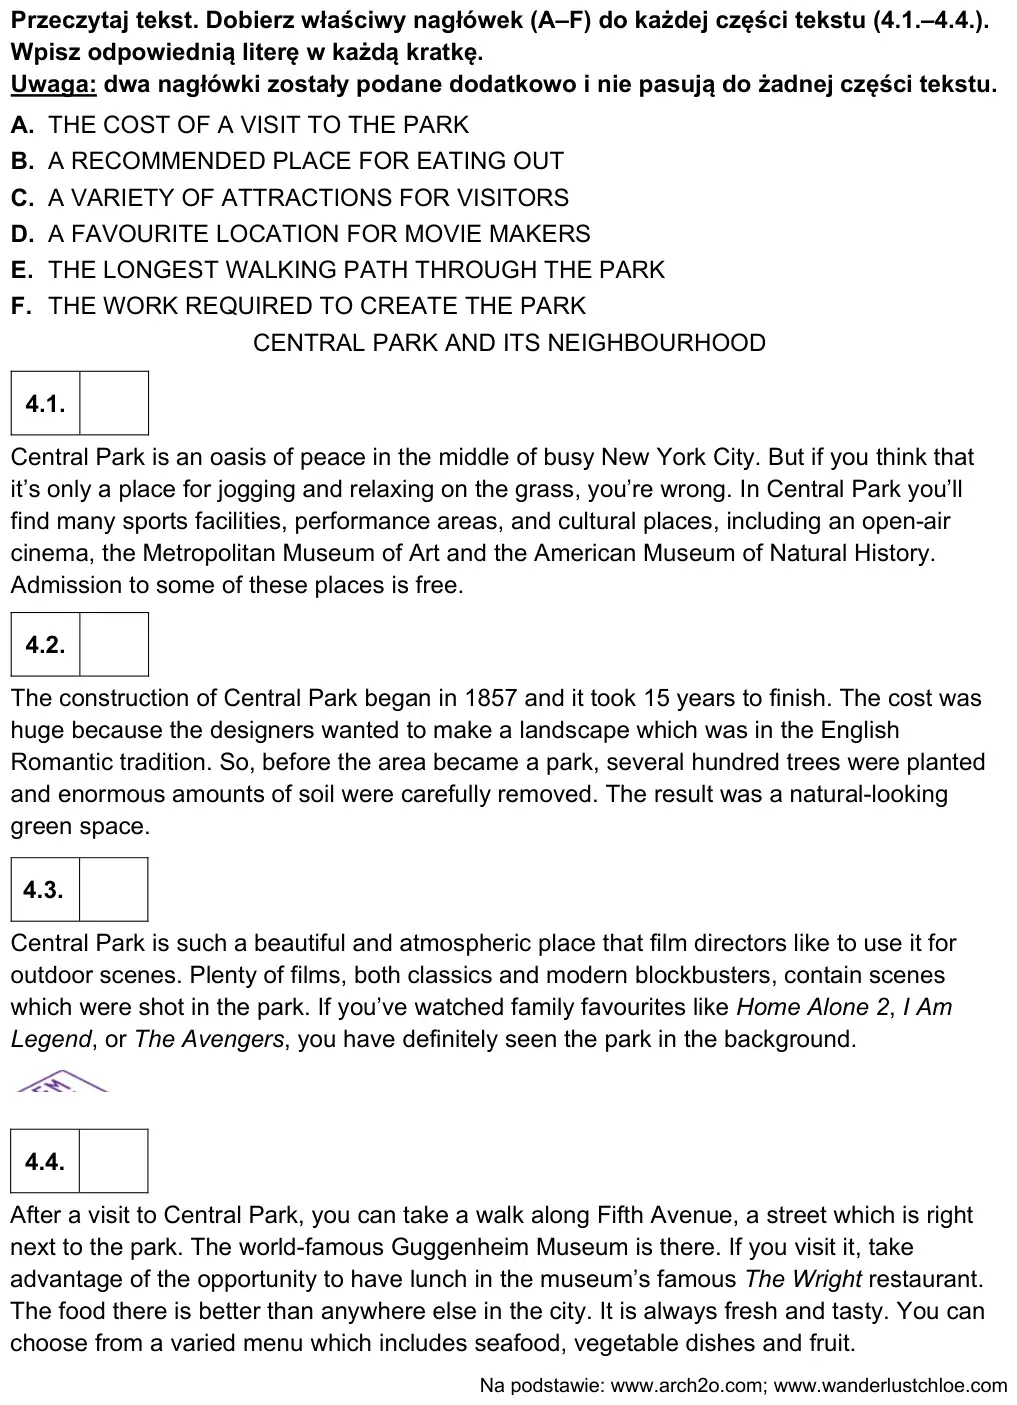 Przeczytaj tekst. Dobierz właściwy nagłówek (A–F) do każdej części tekstu (4.1.–4.4.).
Wpisz odpowiednią literę w każdą kratkę.
Uwaga: dwa nagłówki zostały podane dodatkowo i nie pasują do żadnej części tekstu.
A. THE COST OF A VISIT TO THE PARK
B. A RECOMMENDED PLACE FOR EATING OUT
C. A VARIETY OF ATTRACTIONS FOR VISITORS
D. A FAVOURITE LOCATION FOR MOVIE MAKERS
E. THE LONGEST WALKING PATH THROUGH THE PARK
F. THE WORK REQUIRED TO CREATE THE PARK
CENTRAL PARK AND ITS NEIGHBOURHOOD
4.1.
Central Park is an oasis of peace in the middle of busy New York City. But if you think that
it’s only a place for jogging and relaxing on the grass, you’re wrong. In Central Park you’ll
find many sports facilities, performance areas, and cultural places, including an open-air
cinema, the Metropolitan Museum of Art and the American Museum of Natural History.
Admission to some of these places is free.
4.2.
The construction of Central Park began in 1857 and it took 15 years to finish. The cost was
huge because the designers wanted to make a landscape which was in the English
Romantic tradition. So, before the area became a park, several hundred trees were planted
and enormous amounts of soil were carefully removed. The result was a natural-looking
green space.
4.3.
Central Park is such a beautiful and atmospheric place that film directors like to use it for
outdoor scenes. Plenty of films, both classics and modern blockbusters, contain scenes
which were shot in the park. If you’ve watched family favourites like Home Alone 2, I Am
Legend, or The Avengers, you have definitely seen the park in the background.
4.4.
After a visit to Central Park, you can take a walk along Fifth Avenue, a street which is right
next to the park. The world-famous Guggenheim Museum is there. If you visit it, take
advantage of the opportunity to have lunch in the museum’s famous The Wright restaurant.
The food there is better than anywhere else in the city. It is always fresh and tasty. You can
choose from a varied menu which includes seafood, vegetable dishes and fruit.
Na podstawie: www.arch2o.com; www.wanderlustchloe.com